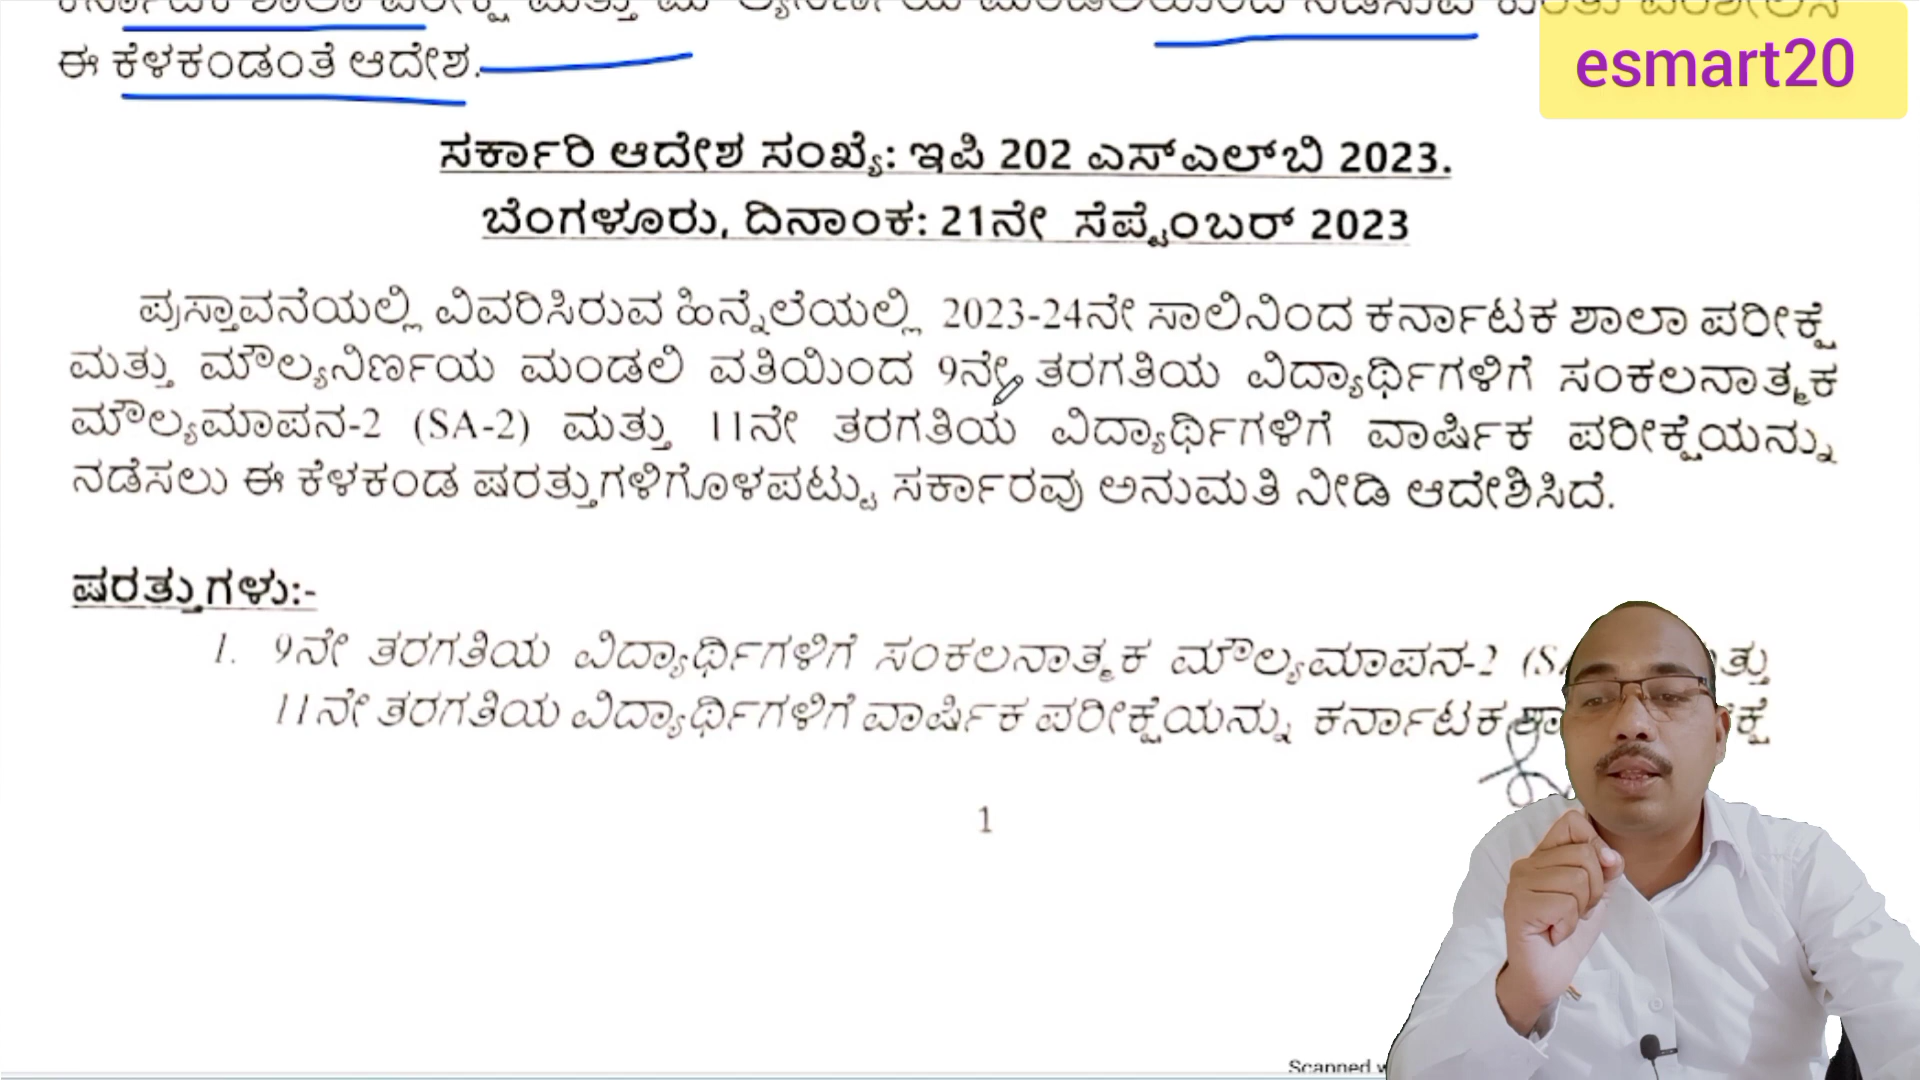 esmart20
ಈ ಕೆಳಕಂಡಂತೆ ಆದೇಶ.
ಸರ್ಕಾರಿ ಆದೇಶ ಸಂಖ್ಯೆ: ಇಪಿ 202 ಎಸ್ಎಲ್‌ಬಿ 2023.
ಬೆಂಗಳೂರು, ದಿನಾಂಕ: 21ನೇ ಸೆಪ್ಟೆಂಬರ್ 2023
ಪ್ರಸ್ತಾವನೆಯಲ್ಲಿ ವಿವರಿಸಿರುವ ಹಿನ್ನೆಲೆಯಲ್ಲಿ 2023-24ನೇ ಸಾಲಿನಿಂದ ಕರ್ನಾಟಕ ಶಾಲಾ ಪರೀಕ್ಷೆ
ಮತ್ತು ಮೌಲ್ಯನಿರ್ಣಯ ಮಂಡಲಿ ವತಿಯಿಂದ 9ನೇ ತರಗತಿಯ ವಿದ್ಯಾರ್ಥಿಗಳಿಗೆ ಸಂಕಲನಾತ್ಮಕ
ಮೌಲ್ಯಮಾಪನ-2 (SA-2) ಮತ್ತು 11ನೇ ತರಗತಿಯ ವಿದ್ಯಾರ್ಥಿಗಳಿಗೆ ವಾರ್ಷಿಕ ಪರೀಕ್ಷೆಯನ್ನು
ನಡೆಸಲು ಈ ಕೆಳಕಂಡ ಷರತ್ತುಗಳಿಗೊಳಪಟ್ಟು ಸರ್ಕಾರವು ಅನುಮತಿ ನೀಡಿ ಆದೇಶಿಸಿದೆ.
ಷರತ್ತುಗಳು:-
1. 9ನೇ ತರಗತಿಯ ವಿದ್ಯಾರ್ಥಿಗಳಿಗೆ ಸಂಕಲನಾತ್ಮಕ ಮೌಲ್ಯಮಾಪನ-2
11ನೇ ತರಗತಿಯ ವಿದ್ಯಾರ್ಥಿಗಳಿಗೆ ವಾರ್ಷಿಕ ಪರೀಕ್ಷೆಯನ್ನು ಕರ್ನಾಟಕ
1
Scanned